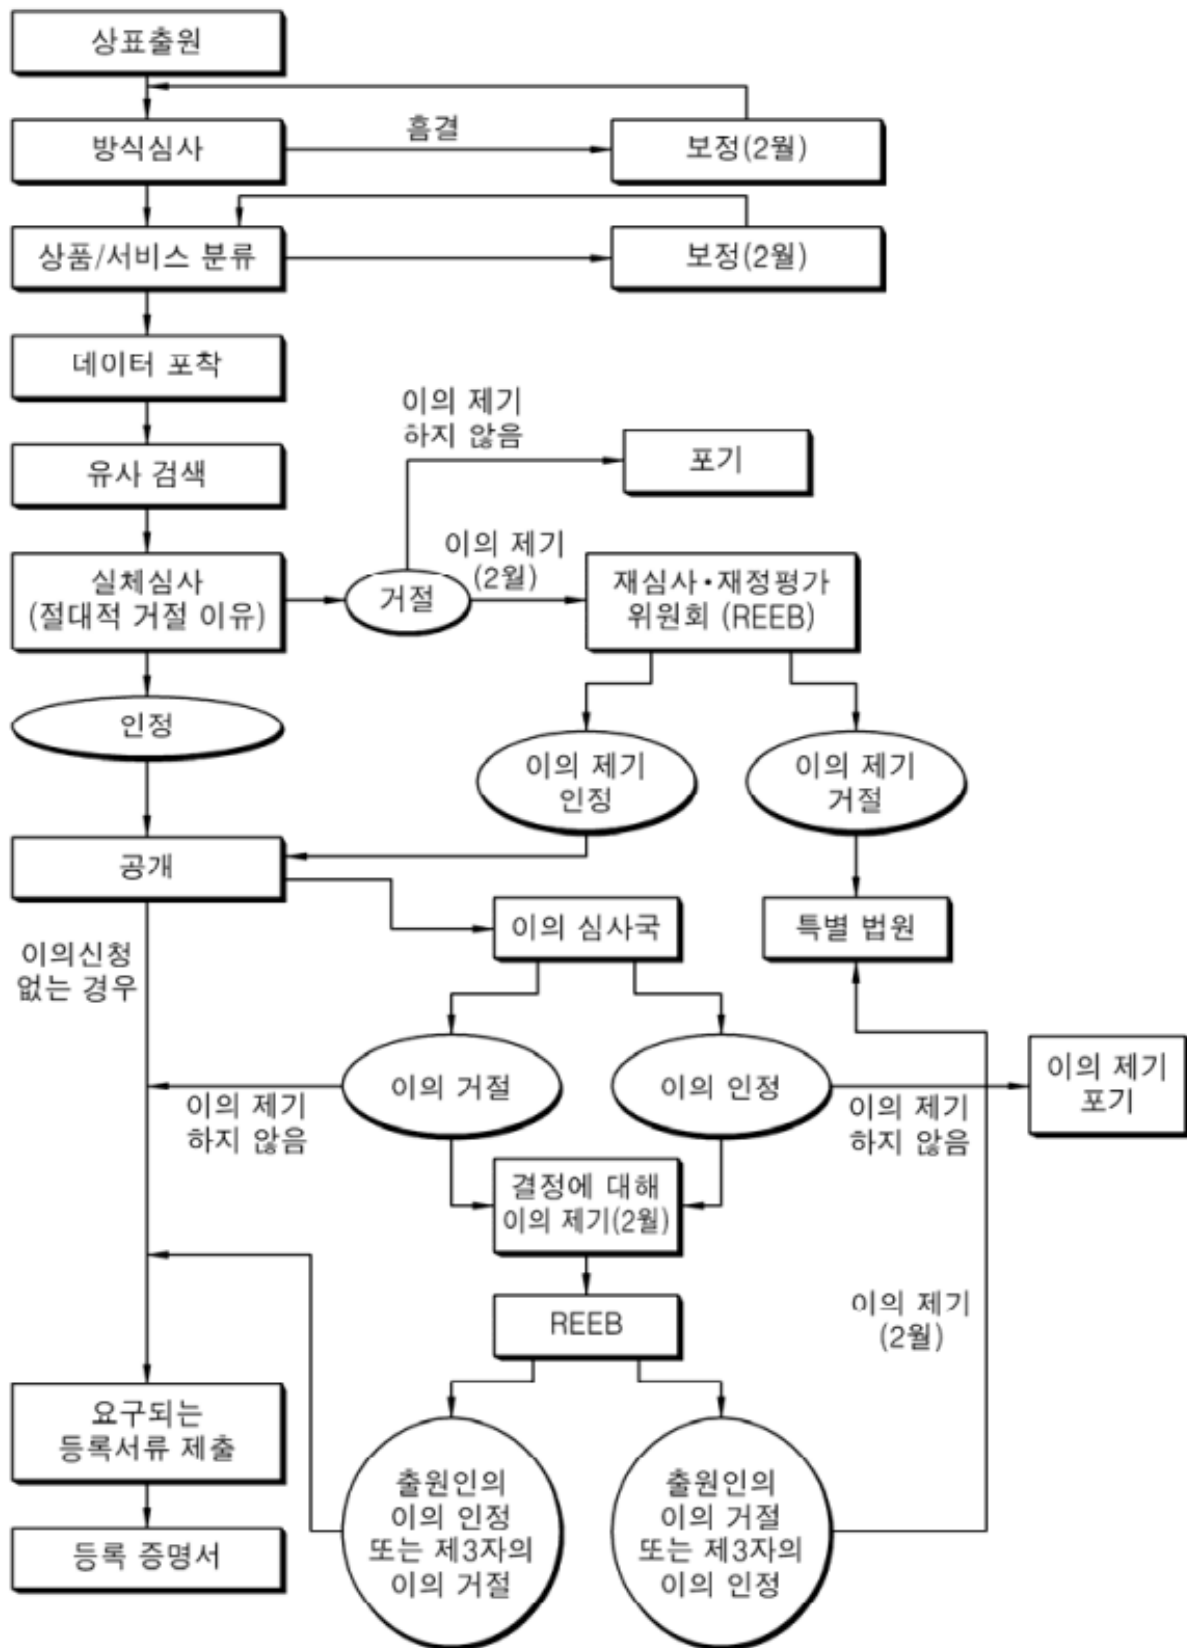 상표출원
방식심사
흠결
보정(2월)
상품/서비스 분류
보정(2월)
데이터 포착
이의 제기
하지 않음
포기
유사 검색
실체심사
(절대적 거절 이유)
거절
이의 제기
(2월)
재심사·재정평가
위원회 (REEB)
인정
이의 제기
인정
이의 제기
거절
공개
이의 심사국
특별 법원
이의신청
없는 경우
이의 거절
이의 인정
이의 제기
포기
이의 제기
하지 않음
이의 제기
하지 않음
결정에 대해
이의 제기(2월)
REEB
이의 제기
(2월)
요구되는
등록서류 제출
출원인의
이의 인정
또는 제3자의
이의 거절
출원인의
이의 거절
또는 제3자의
이의 인정
등록 증명서